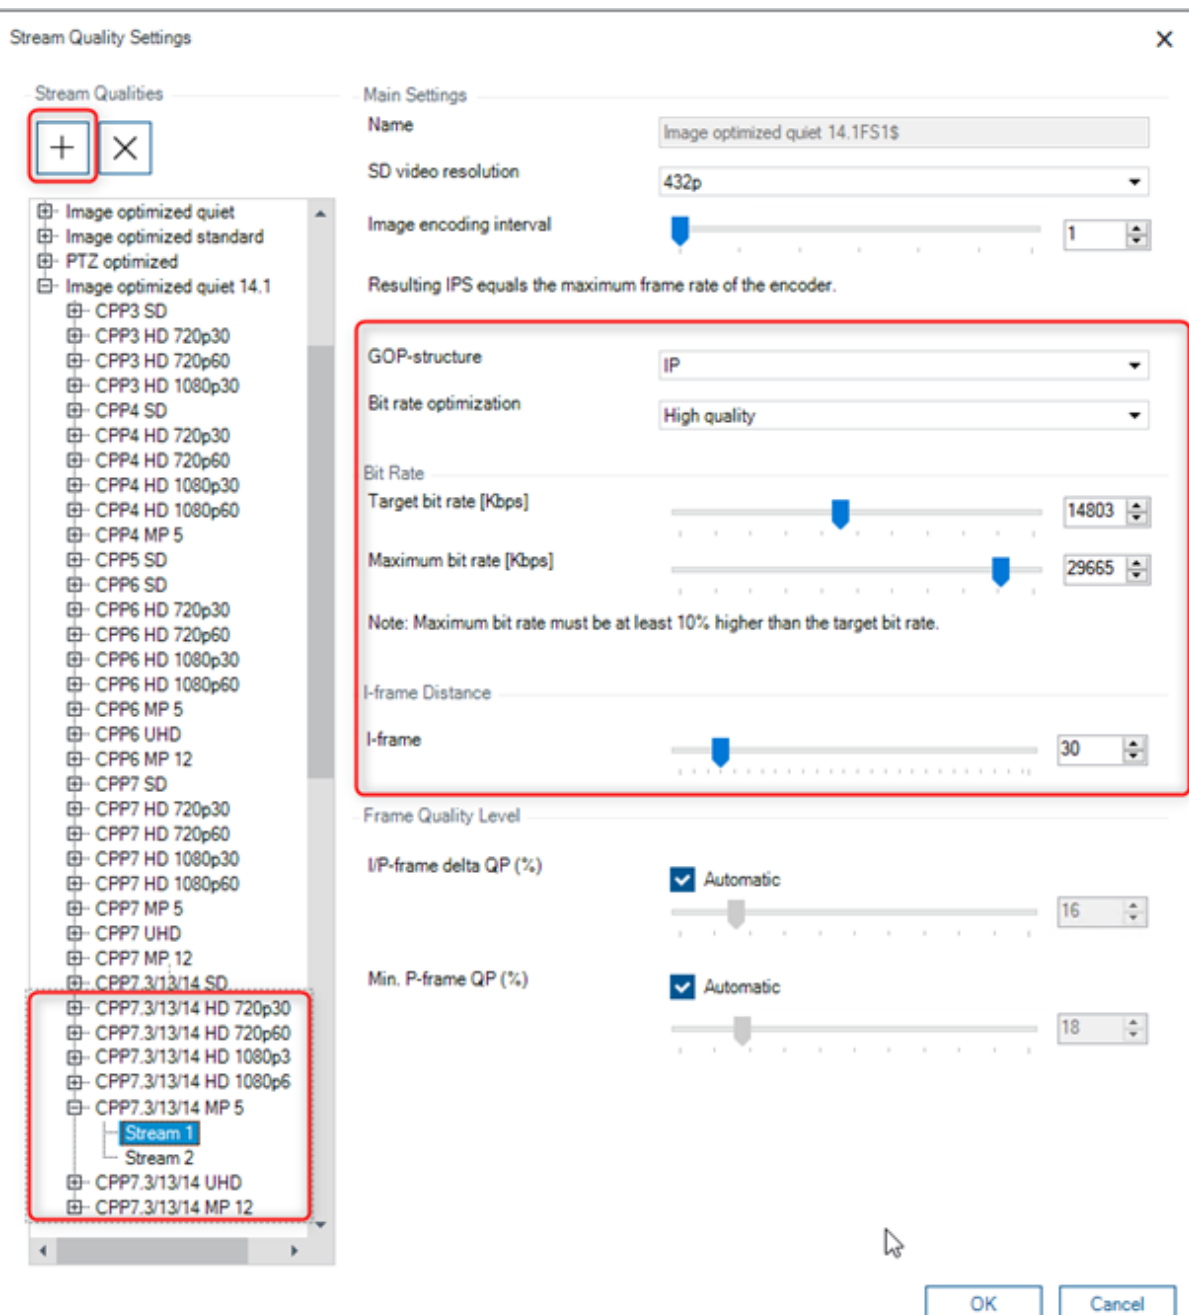 Stream Quality Settings
Stream Qualities
Image optimized quiet
Image optimized standard
PTZ optimized
Image optimized quiet 14.1
CPP3 SD
CPP3 HD 720p30
CPP3 HD 720p60
CPP3 HD 1080p30
CPP4 SD
CPP4 HD 720p30
CPP4 HD 720p60
CPP4 HD 1080p30
CPP4 HD 1080p60
CPP4 MP 5
CPP5 SD
CPP6 SD
CPP6 HD 720p30
CPP6 HD 720p60
CPP6 HD 1080p30
CPP6 HD 1080p60
CPP6 MP 5
CPP6 UHD
CPP6 MP 12
CPP7 SD
CPP7 HD 720p30
CPP7 HD 720p60
CPP7 HD 1080p30
CPP7 HD 1080p60
CPP7 MP 5
CPP7 UHD
CPP7 MP 12
CPP7.3/13/14 SD
CPP7.3/13/14 HD 720p30
CPP7.3/13/14 HD 720p60
CPP7.3/13/14 HD 1080p3
CPP7.3/13/14 HD 1080p6
CPP7.3/13/14 MP 5
Stream 1
Stream 2
CPP7.3/13/14 UHD
CPP7.3/13/14 MP 12
Main Settings
Name
Image optimized quiet 14.1FS1$
SD video resolution
432p
Image encoding interval
1
Resulting IPS equals the maximum frame rate of the encoder.
GOP-structure
IP
Bit rate optimization
High quality
Bit Rate
Target bit rate [Kbps]
14803
Maximum bit rate [Kbps]
29665
Note: Maximum bit rate must be at least 10% higher than the target bit rate.
I-frame Distance
I-frame
30
Frame Quality Level
I/P-frame delta QP (%)
Automatic
16
Min. P-frame QP (%)
Automatic
18
OK
Cancel